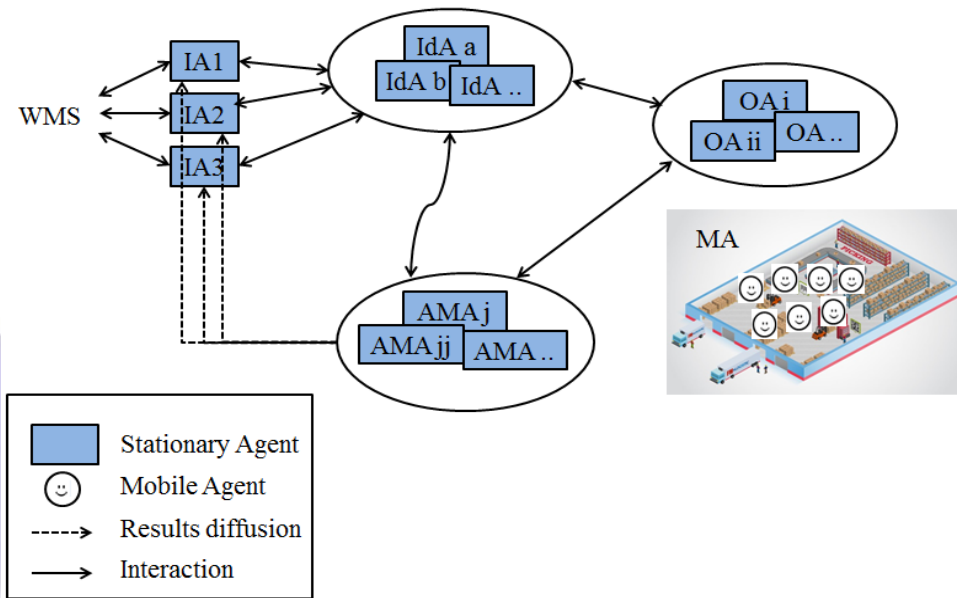 IA1
IA2
IA3
WMS
IdA a
IdA b
IdA ..
OA i
OA ii
OA ..
MA
PICKING
AMA j
AMA jj
AMA ..
Stationary Agent
Mobile Agent
Results diffusion
Interaction